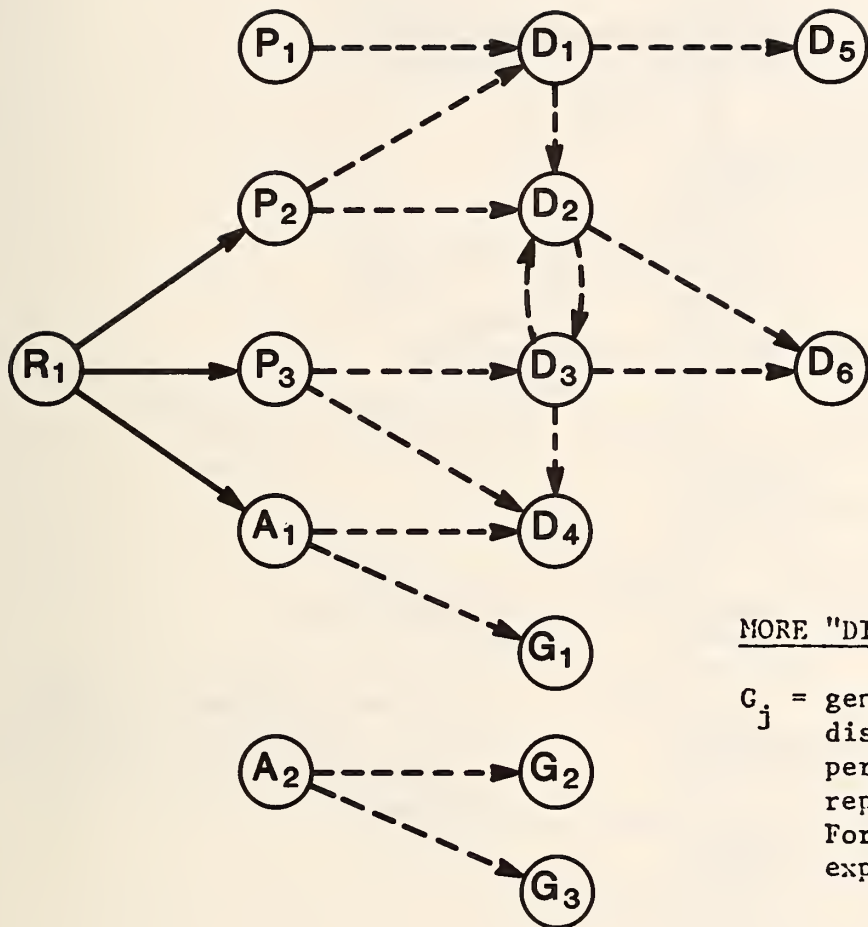 P1 D1 D5
P2 D2
R1 P3 D3 D6
A1 D4
G1
A2 G2
G3
MORE "DI
Gj = gen
dis
per
rep
For
exp